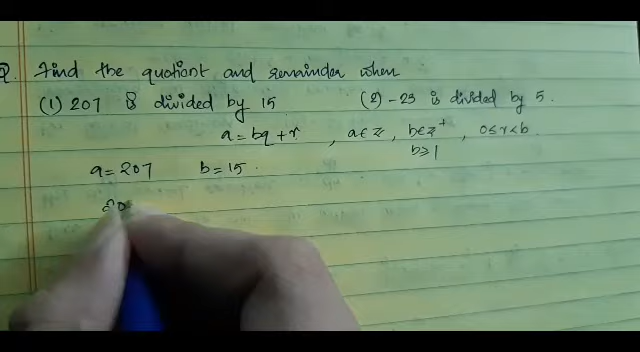 Q. Find the quotient and remainder when
(1) 207 is divided by 15 (2) -23 is divided by 5.
a = bq + r , a ∈ Z , b ∈ Z⁺ , 0 ≤ r < b
b ≥ 1
a = 207 b = 15 .
20